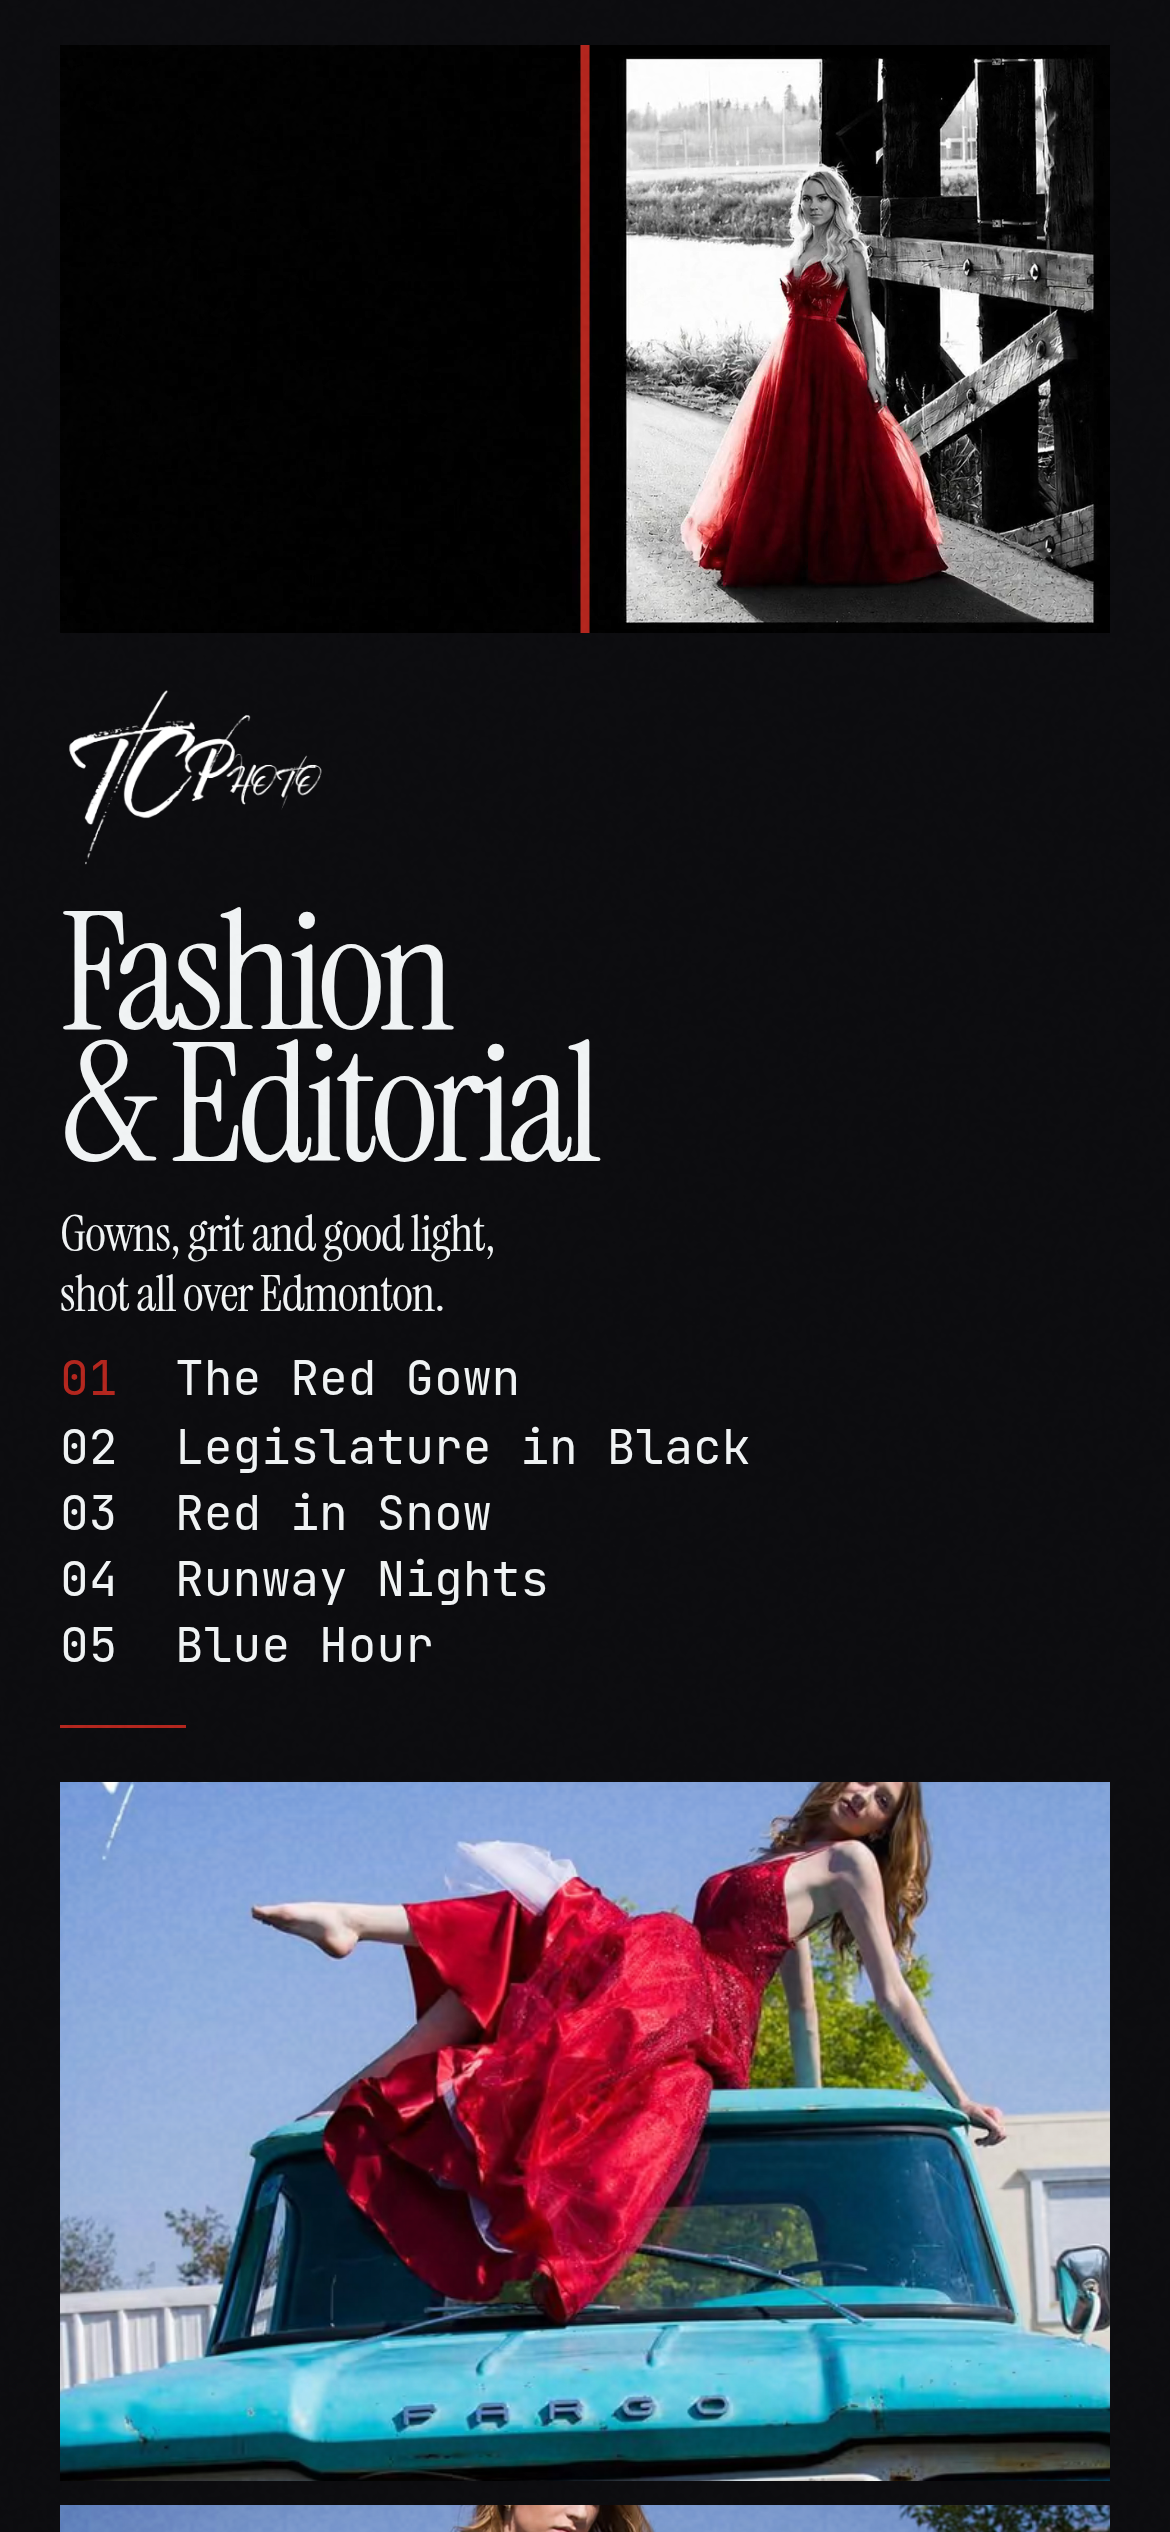 TCPHOTO
Fashion
& Editorial
Gowns, grit and good light,
shot all over Edmonton.
01 The Red Gown
02 Legislature in Black
03 Red in Snow
04 Runway Nights
05 Blue Hour
FARGO